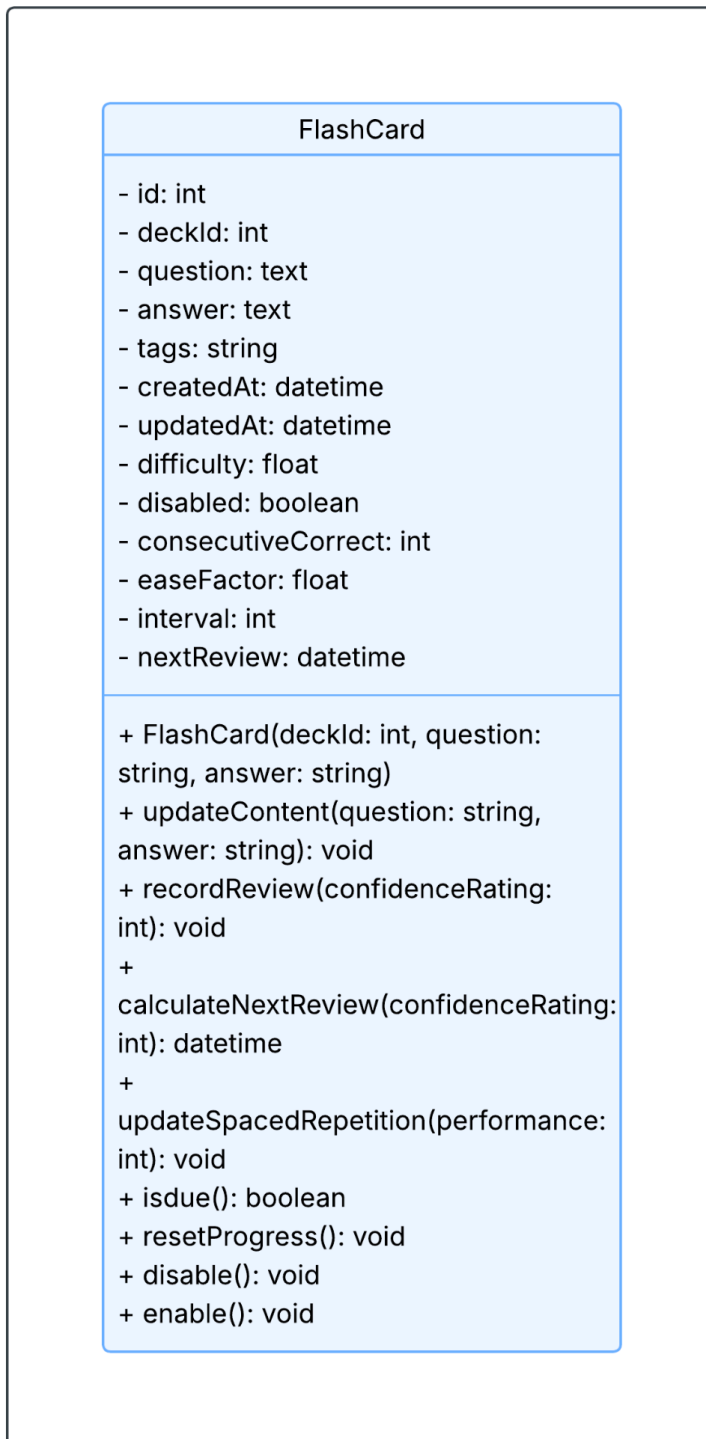 FlashCard
- id: int
- deckId: int
- question: text
- answer: text
- tags: string
- createdAt: datetime
- updatedAt: datetime
- difficulty: float
- disabled: boolean
- consecutiveCorrect: int
- easeFactor: float
- interval: int
- nextReview: datetime
+ FlashCard(deckId: int, question:
string, answer: string)
+ updateContent(question: string,
answer: string): void
+ recordReview(confidenceRating:
int): void
+
calculateNextReview(confidenceRating:
int): datetime
+
updateSpacedRepetition(performance:
int): void
+ isdue(): boolean
+ resetProgress(): void
+ disable(): void
+ enable(): void